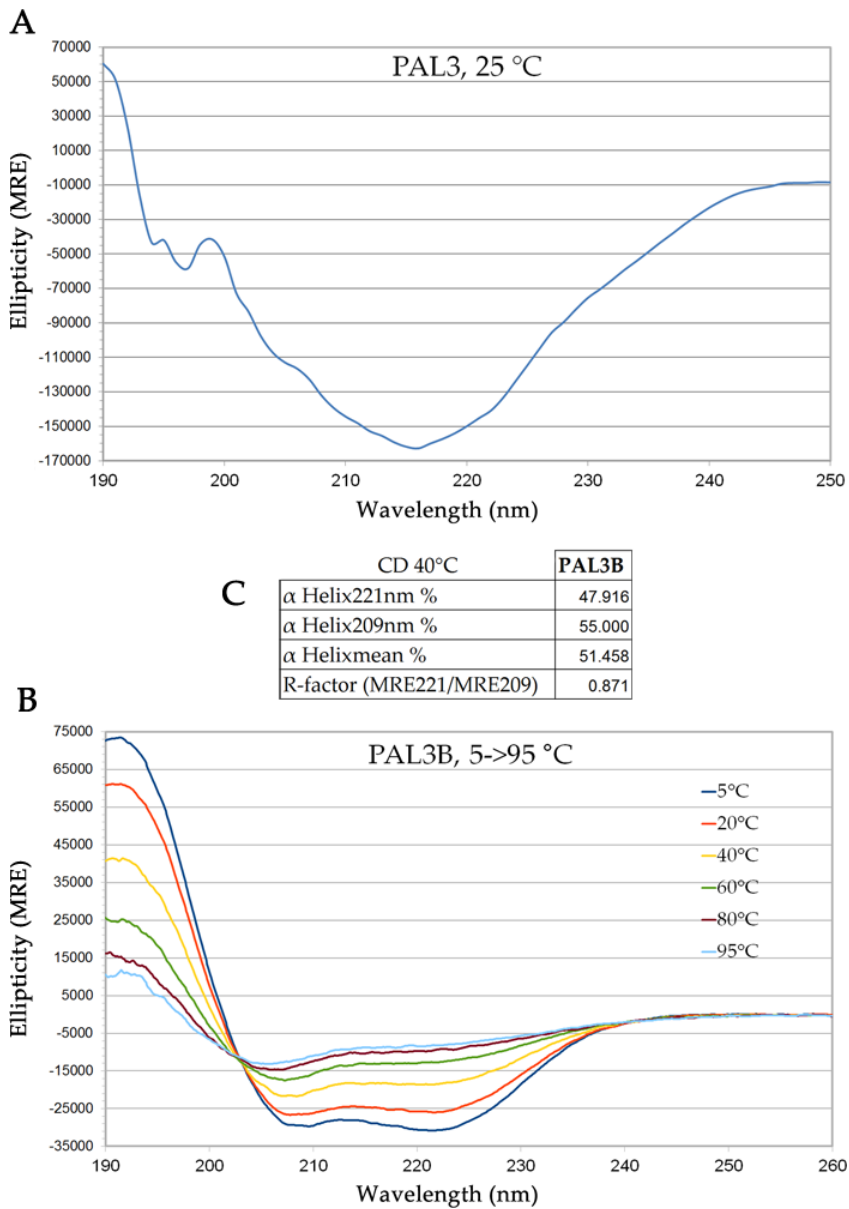 A
PAL3, 25 °C
Ellipticity (MRE)
70000
50000
30000
10000
-10000
-30000
-50000
-70000
-90000
-110000
-130000
-150000
-170000
190 200 210 220 230 240 250
Wavelength (nm)
C
CD 40°C PAL3B
α Helix221nm % 47.916
α Helix209nm % 55.000
α Helixmean % 51.458
R-factor (MRE221/MRE209) 0.871
B
PAL3B, 5->95 °C
Ellipticity (MRE)
75000
65000
55000
45000
35000
25000
15000
5000
-5000
-15000
-25000
-35000
5°C
20°C
40°C
60°C
80°C
95°C
190 200 210 220 230 240 250 260
Wavelength (nm)